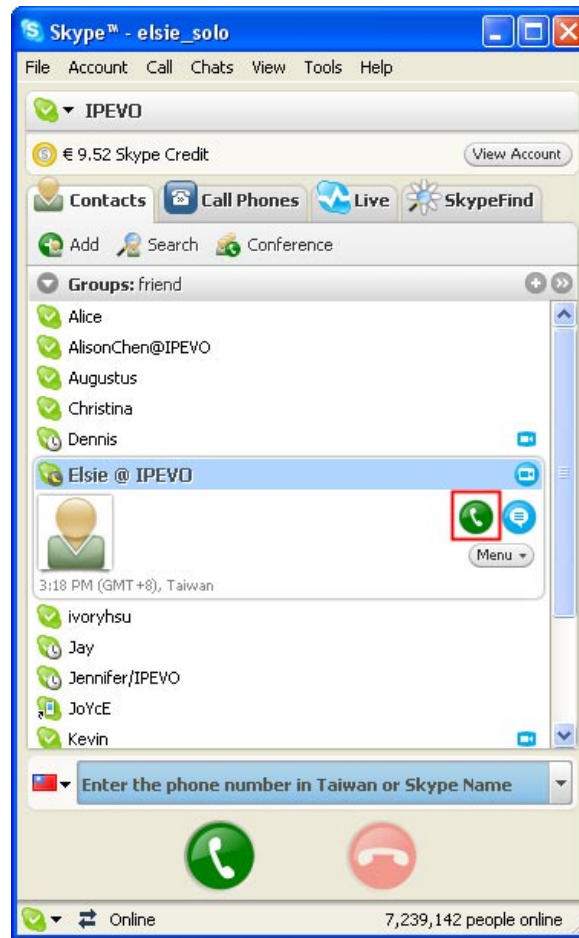 Skype™ - elsie_solo
File Account Call Chats View Tools Help
IPEVO
€ 9.52 Skype Credit View Account
Contacts Call Phones Live SkypeFind
Add Search Conference
Groups: friend
Alice
AlisonChen@IPEVO
Augustus
Christina
Dennis
Elsie @ IPEVO
Menu
3:18 PM (GMT+8), Taiwan
ivoryhsu
Jay
Jennifer/IPEVO
JoYcE
Kevin
Enter the phone number in Taiwan or Skype Name
Online 7,239,142 people online